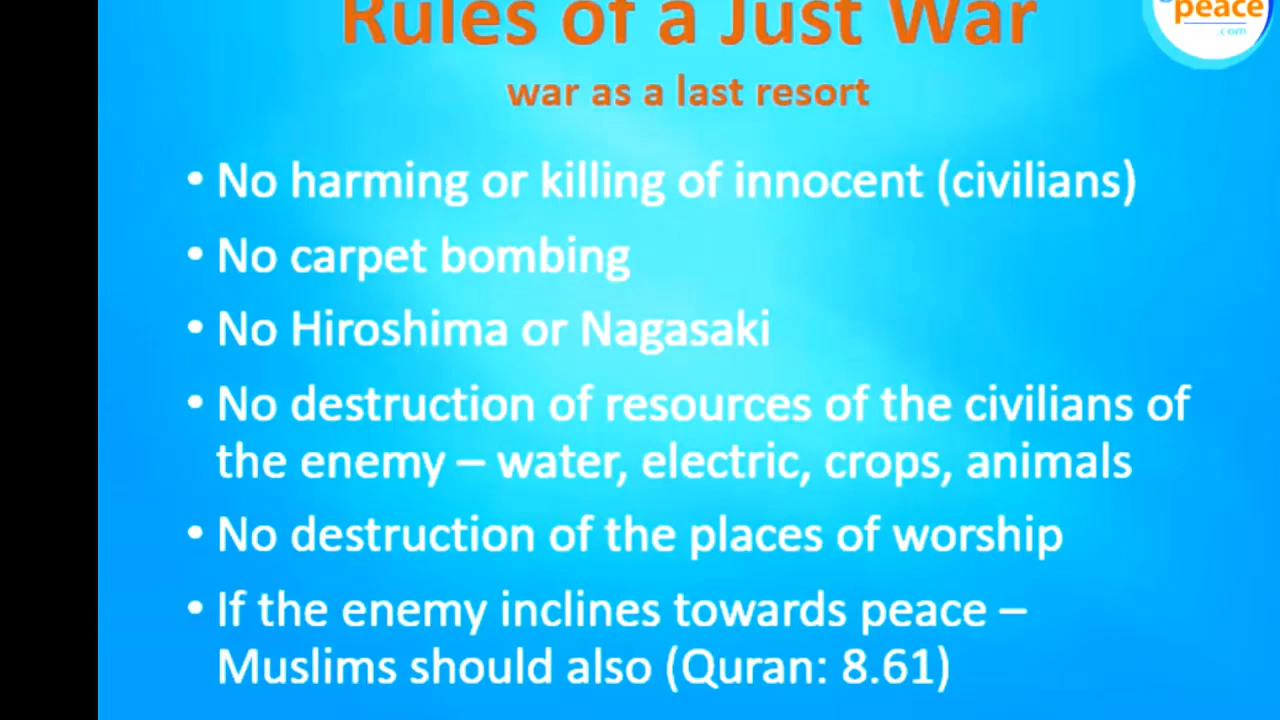 Rules of a Just War
peace
.com
war as a last resort
• No harming or killing of innocent (civilians)
• No carpet bombing
• No Hiroshima or Nagasaki
• No destruction of resources of the civilians of
the enemy – water, electric, crops, animals
• No destruction of the places of worship
• If the enemy inclines towards peace –
Muslims should also (Quran: 8.61)